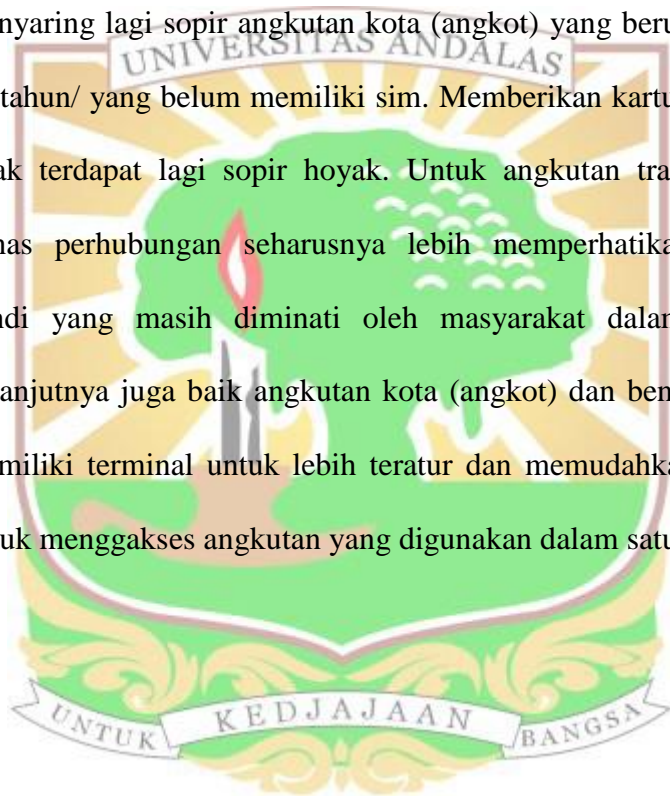 nyaring lagi sopir angkutan kota (angkot) yang beru
UNIVERSITAS ANDALAS
tahun/ yang belum memiliki sim. Memberikan kartu
ak terdapat lagi sopir hoyak. Untuk angkutan tra
nas perhubungan seharusnya lebih memperhatika
ndi yang masih diminati oleh masyarakat dalam
anjutnya juga baik angkutan kota (angkot) dan ben
miliki terminal untuk lebih teratur dan memudahka
uk menggakses angkutan yang digunakan dalam satu
UNTUK KEDJAJAAN BANGSA